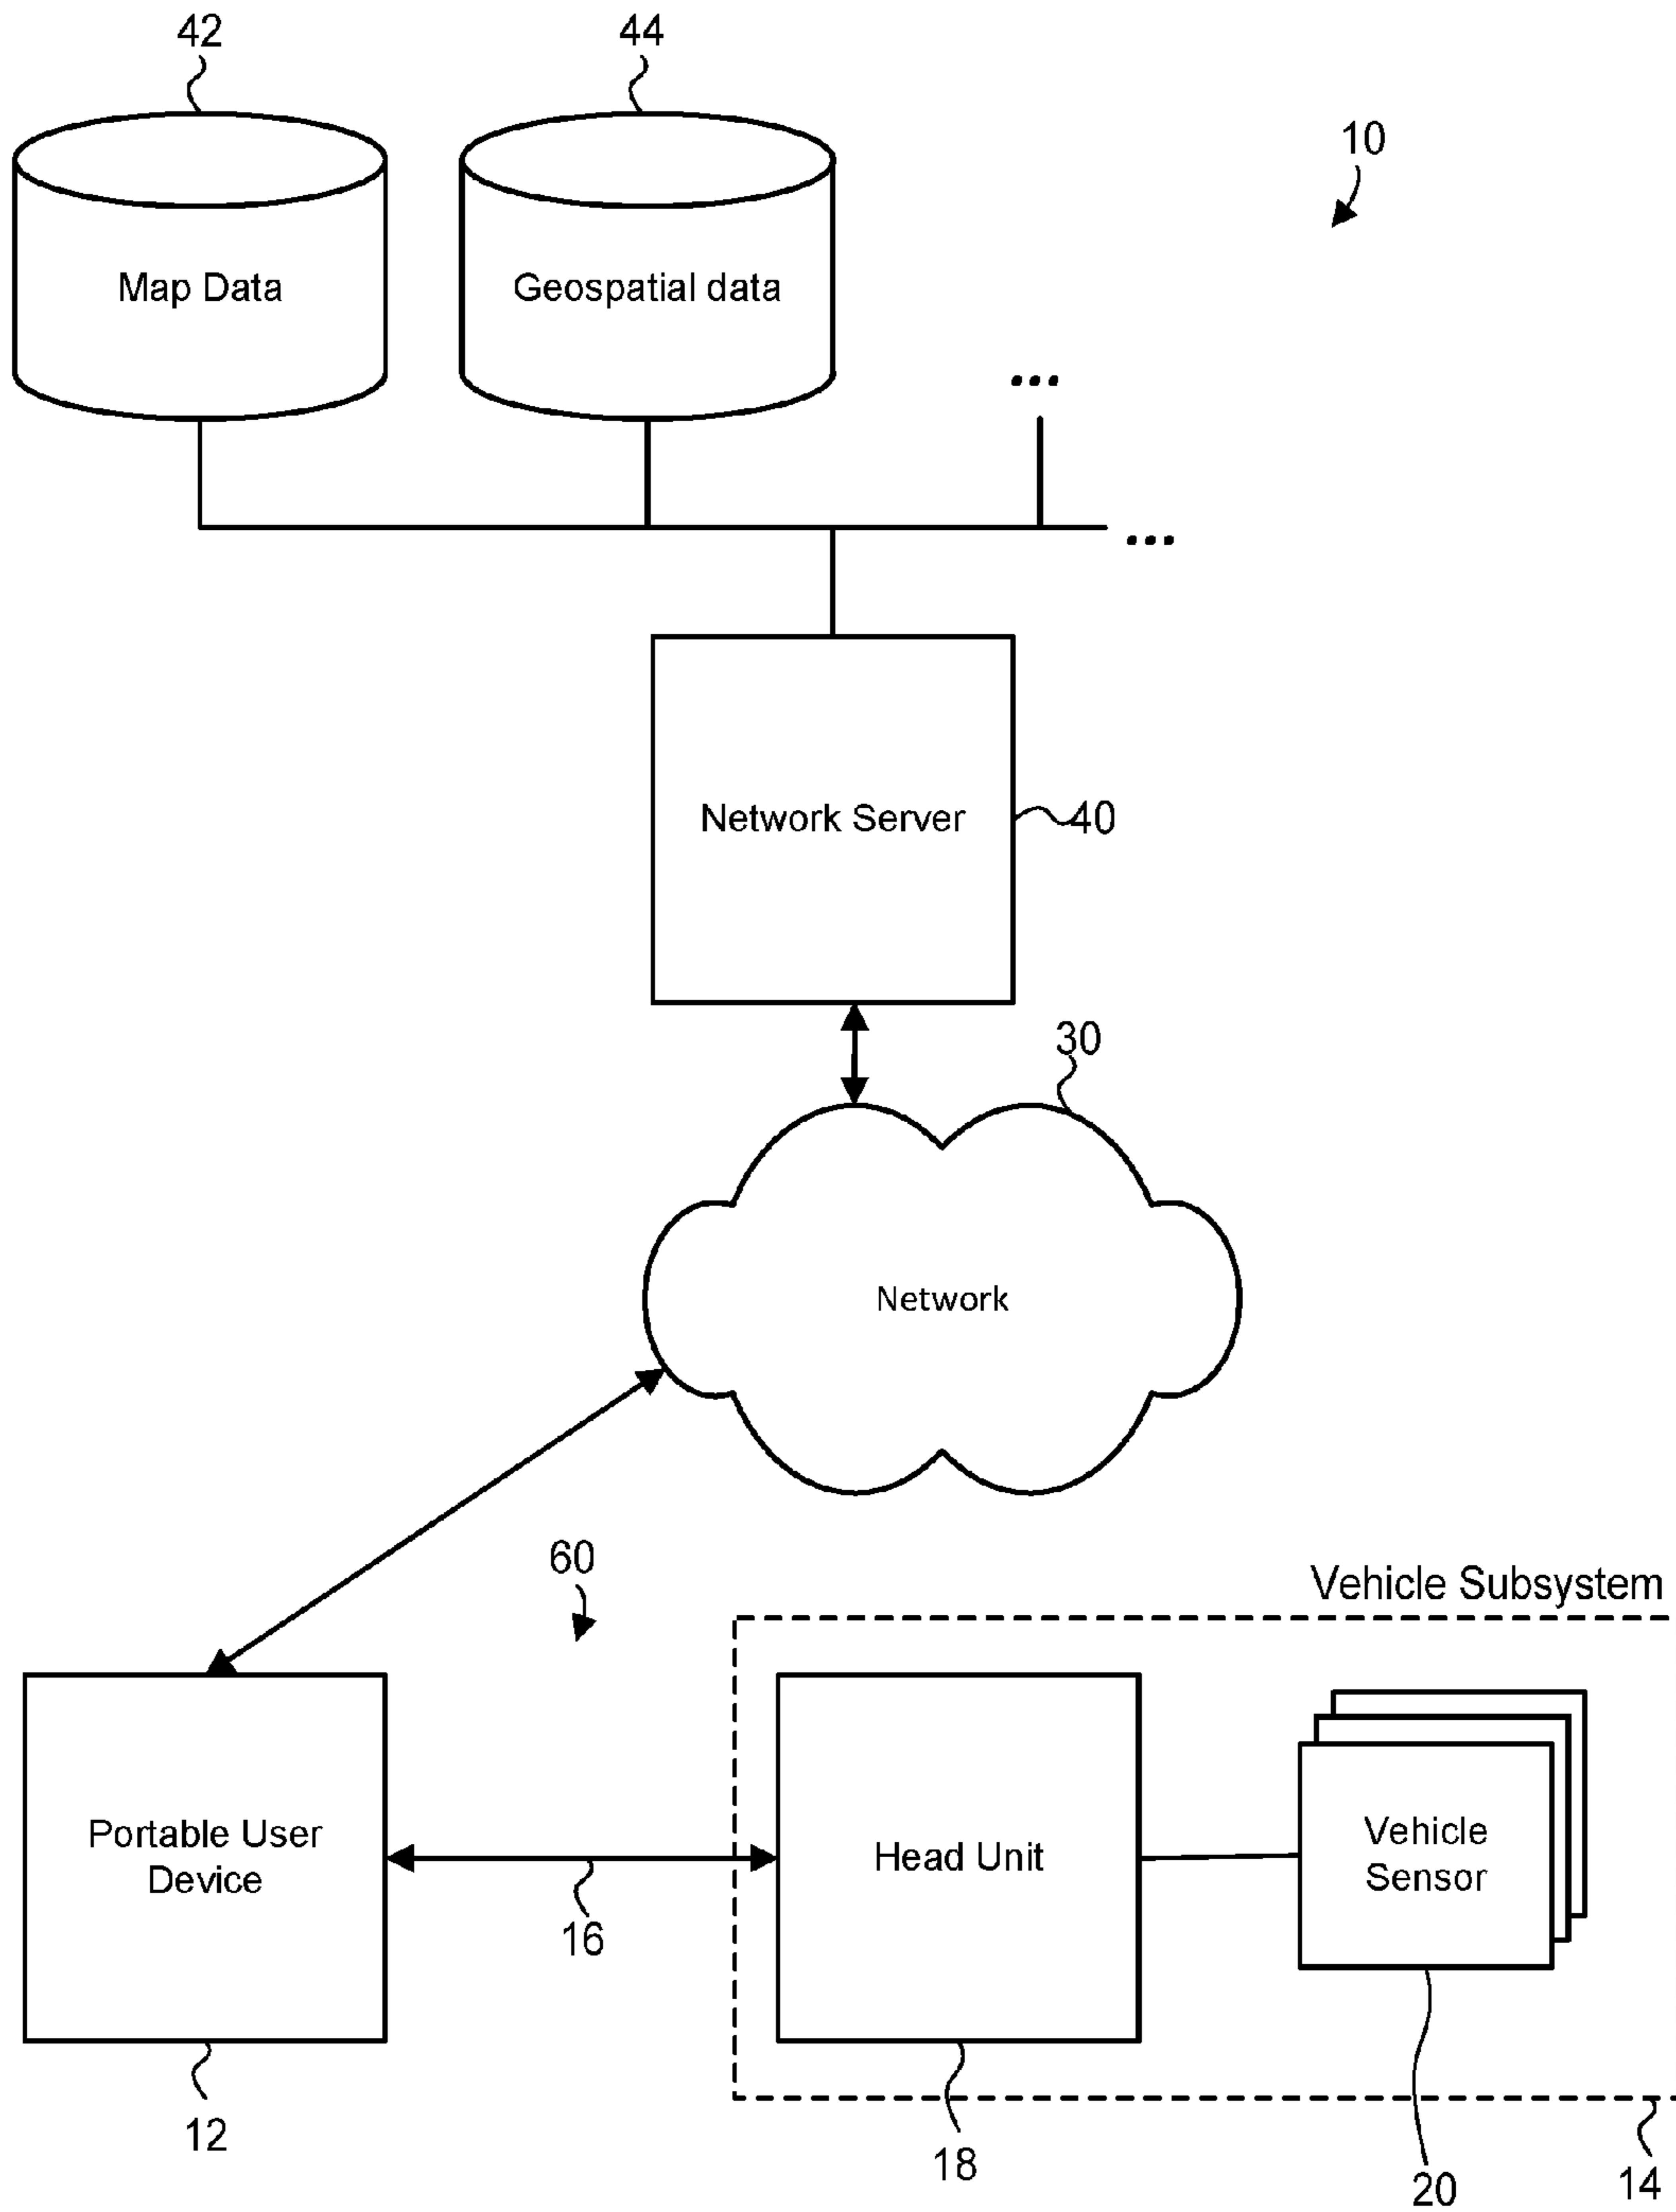 42
44
10
Map Data
Geospatial data
...
...
Network Server
40
30
Network
60
Vehicle Subsystem
Portable User
Device
Head Unit
Vehicle
Sensor
16
12
18
20
14